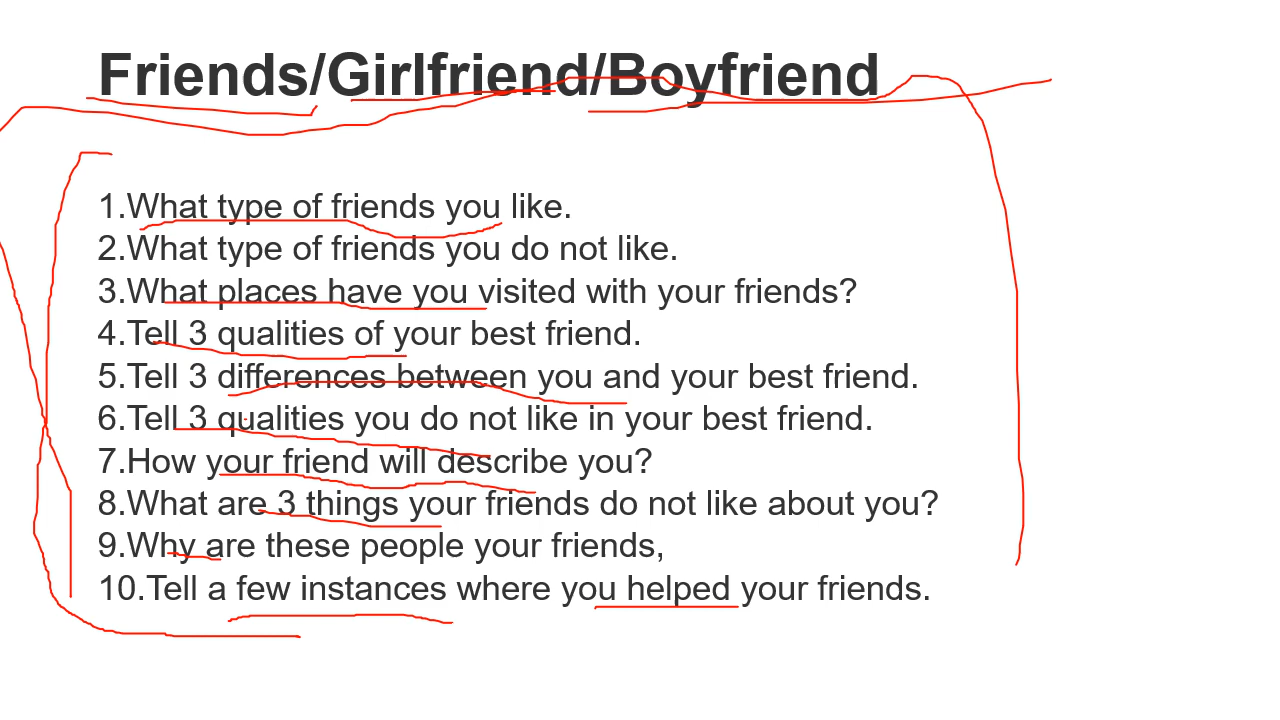 Friends/Girlfriend/Boyfriend
1.What type of friends you like.
2.What type of friends you do not like.
3.What places have you visited with your friends?
4.Tell 3 qualities of your best friend.
5.Tell 3 differences between you and your best friend.
6.Tell 3 qualities you do not like in your best friend.
7.How your friend will describe you?
8.What are 3 things your friends do not like about you?
9.Why are these people your friends,
10.Tell a few instances where you helped your friends.